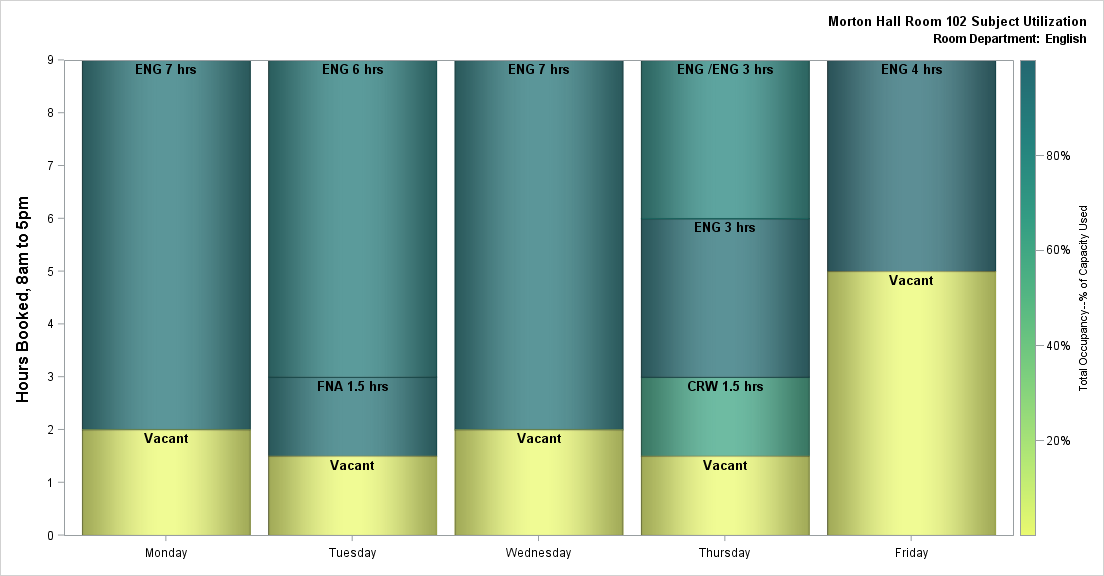 Morton Hall Room 102 Subject Utilization
Room Department: English
Hours Booked, 8am to 5pm
9
8
7
6
5
4
3
2
1
0
ENG 7 hrs
Vacant
ENG 6 hrs
FNA 1.5 hrs
Vacant
ENG 7 hrs
Vacant
ENG /ENG 3 hrs
ENG 3 hrs
CRW 1.5 hrs
Vacant
ENG 4 hrs
Vacant
Monday
Tuesday
Wednesday
Thursday
Friday
80%
60%
40%
20%
Total Occupancy--% of Capacity Used